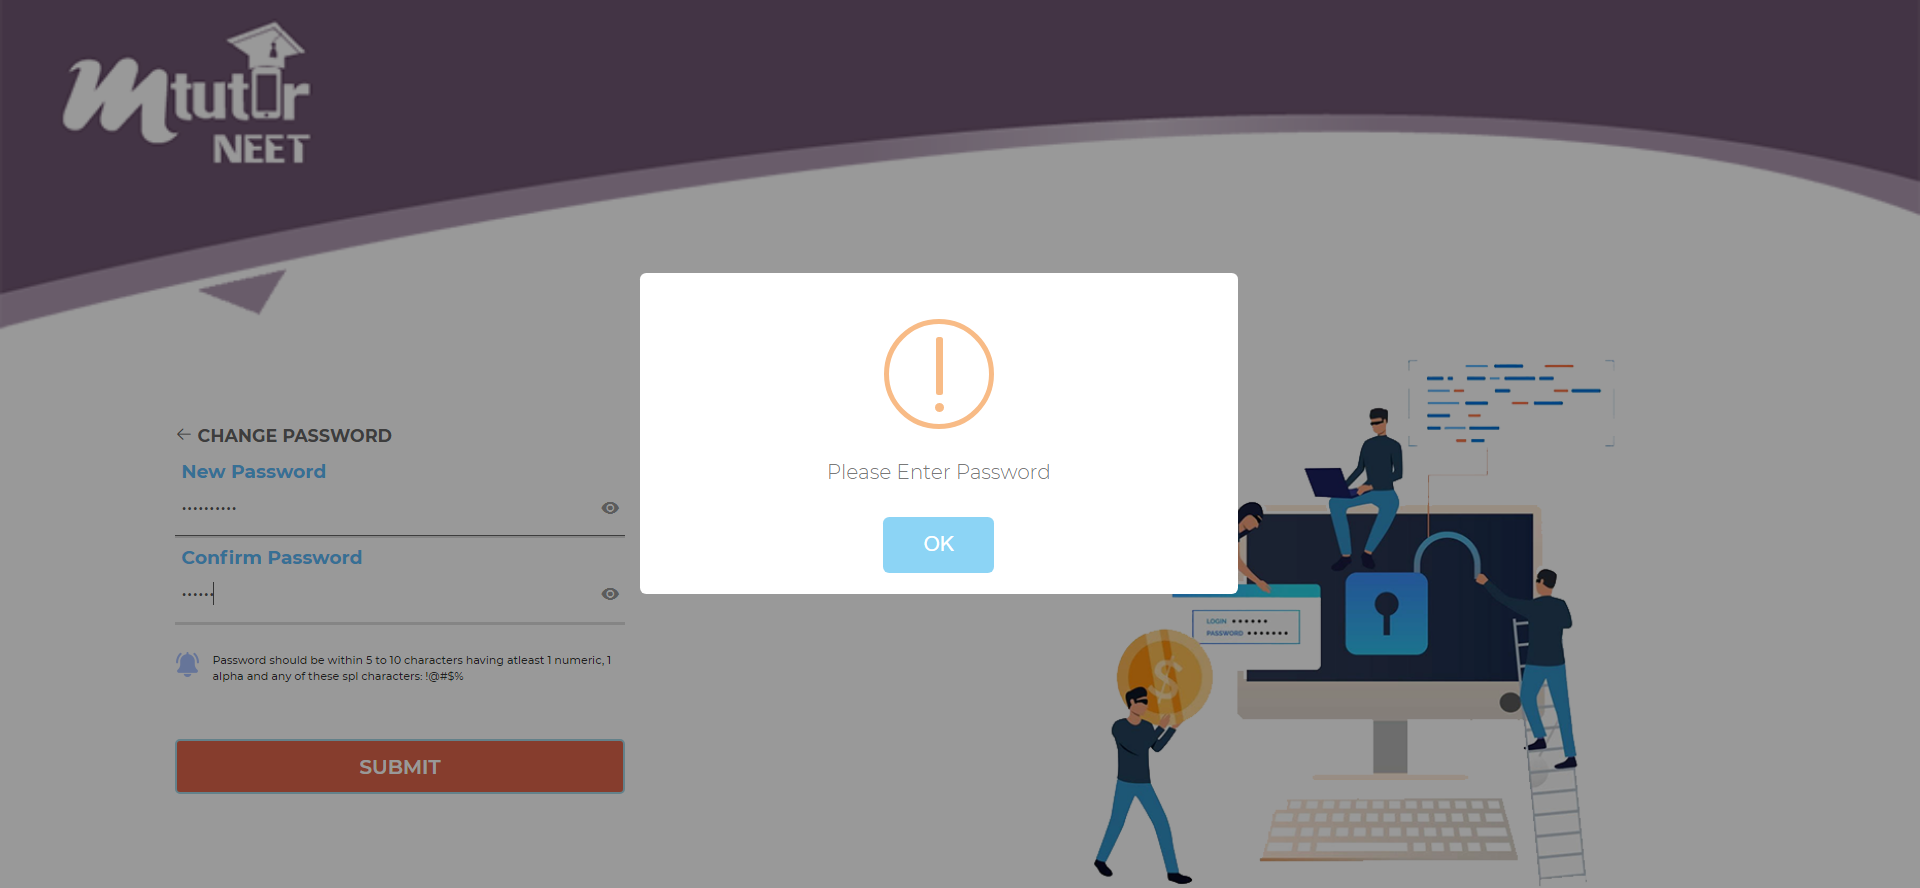 Mtutor
NEET
CHANGE PASSWORD
New Password
••••••••••
Confirm Password
••••••
Password should be within 5 to 10 characters having atleast 1 numeric, 1
alpha and any of these spl characters: !@#$%
SUBMIT
Please Enter Password
OK
LOGIN ••••••
PASSWORD •••••••
$